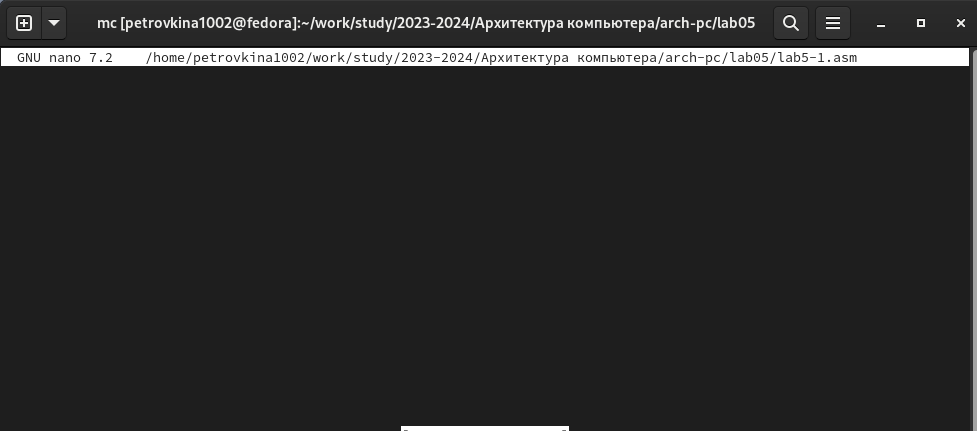 mc [petrovkina1002@fedora]:~/work/study/2023-2024/Архитектура компьютера/arch-pc/lab05
GNU nano 7.2 /home/petrovkina1002/work/study/2023-2024/Архитектура компьютера/arch-pc/lab05/lab5-1.asm